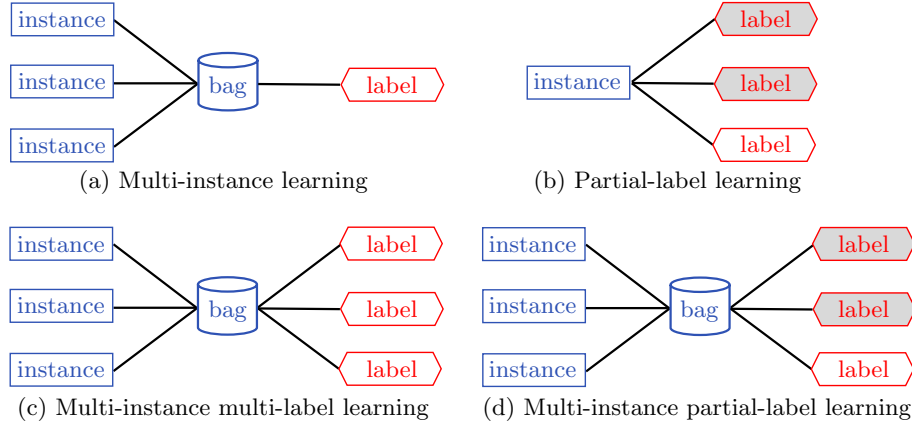 instance
instance
bag
label
instance
(a) Multi-instance learning
label
instance
label
label
(b) Partial-label learning
instance
label
instance
bag
label
instance
label
(c) Multi-instance multi-label learning
instance
label
instance
bag
label
instance
label
(d) Multi-instance partial-label learning